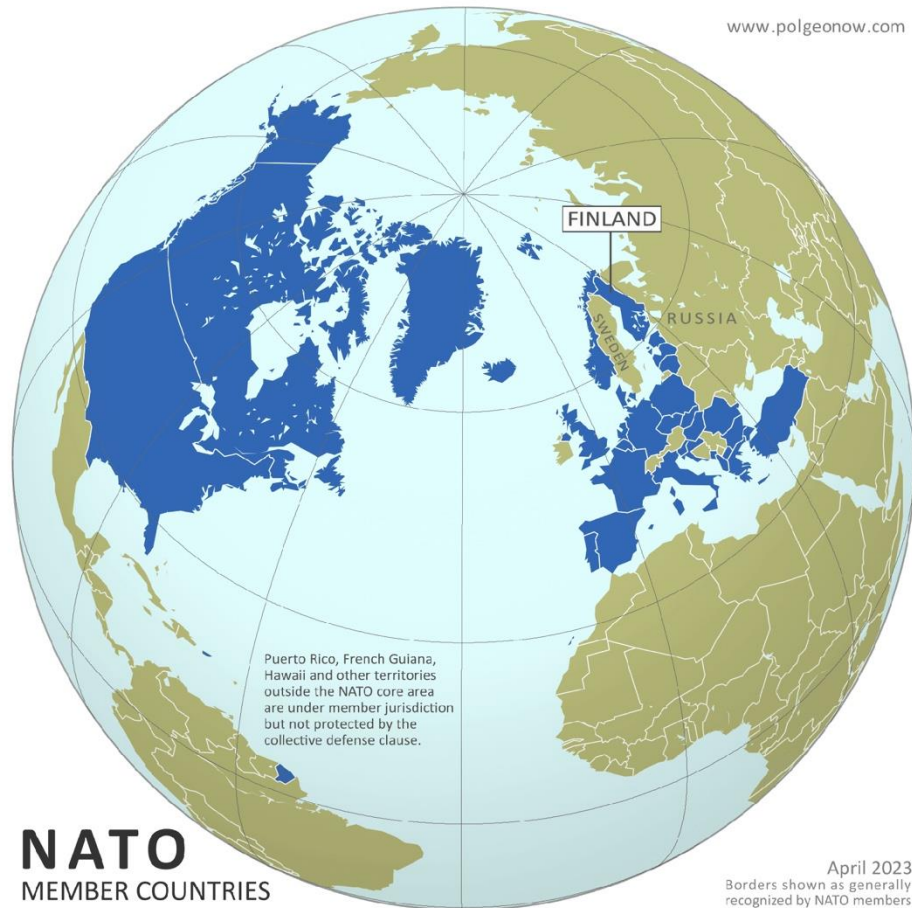 www.polgeonow.com
FINLAND
RUSSIA
SWEDEN
Puerto Rico, French Guiana,
Hawaii and other territories
outside the NATO core area
are under member jurisdiction
but not protected by the
collective defense clause.
NATO
MEMBER COUNTRIES
April 2023
Borders shown as generally
recognized by NATO members